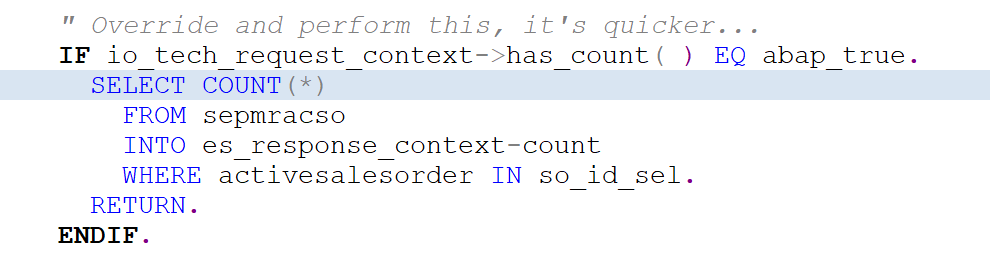 " Override and perform this, it's quicker...
IF io_tech_request_context->has_count( ) EQ abap_true.
SELECT COUNT(*)
FROM sepmracso
INTO es_response_context-count
WHERE activesalesorder IN so_id_sel.
RETURN.
ENDIF.